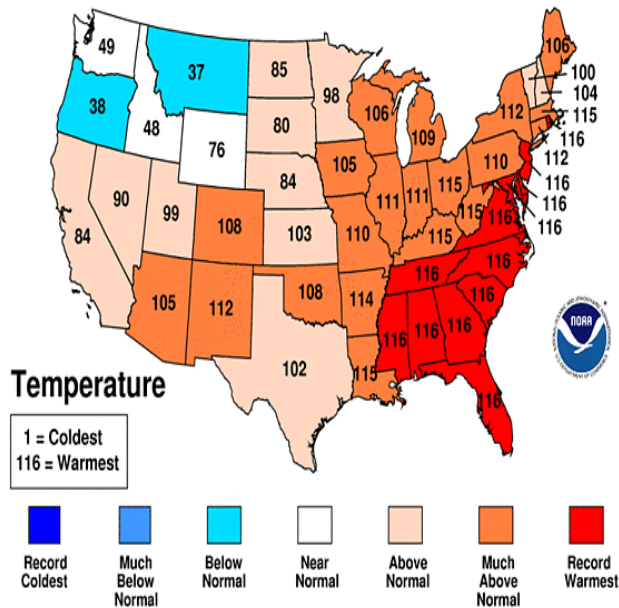 49
37
85
98
106
100
104
115
116
112
116
116
116
38
48
76
80
106
109
112
84
90
99
108
84
103
105
110
111
111
115
110
115
115
116
105
112
108
114
116
116
116
102
115
116
116
116
116
NOAA
Temperature
1 = Coldest
116 = Warmest
Record
Coldest
Much
Below
Normal
Below
Normal
Near
Normal
Above
Normal
Much
Above
Normal
Record
Warmest